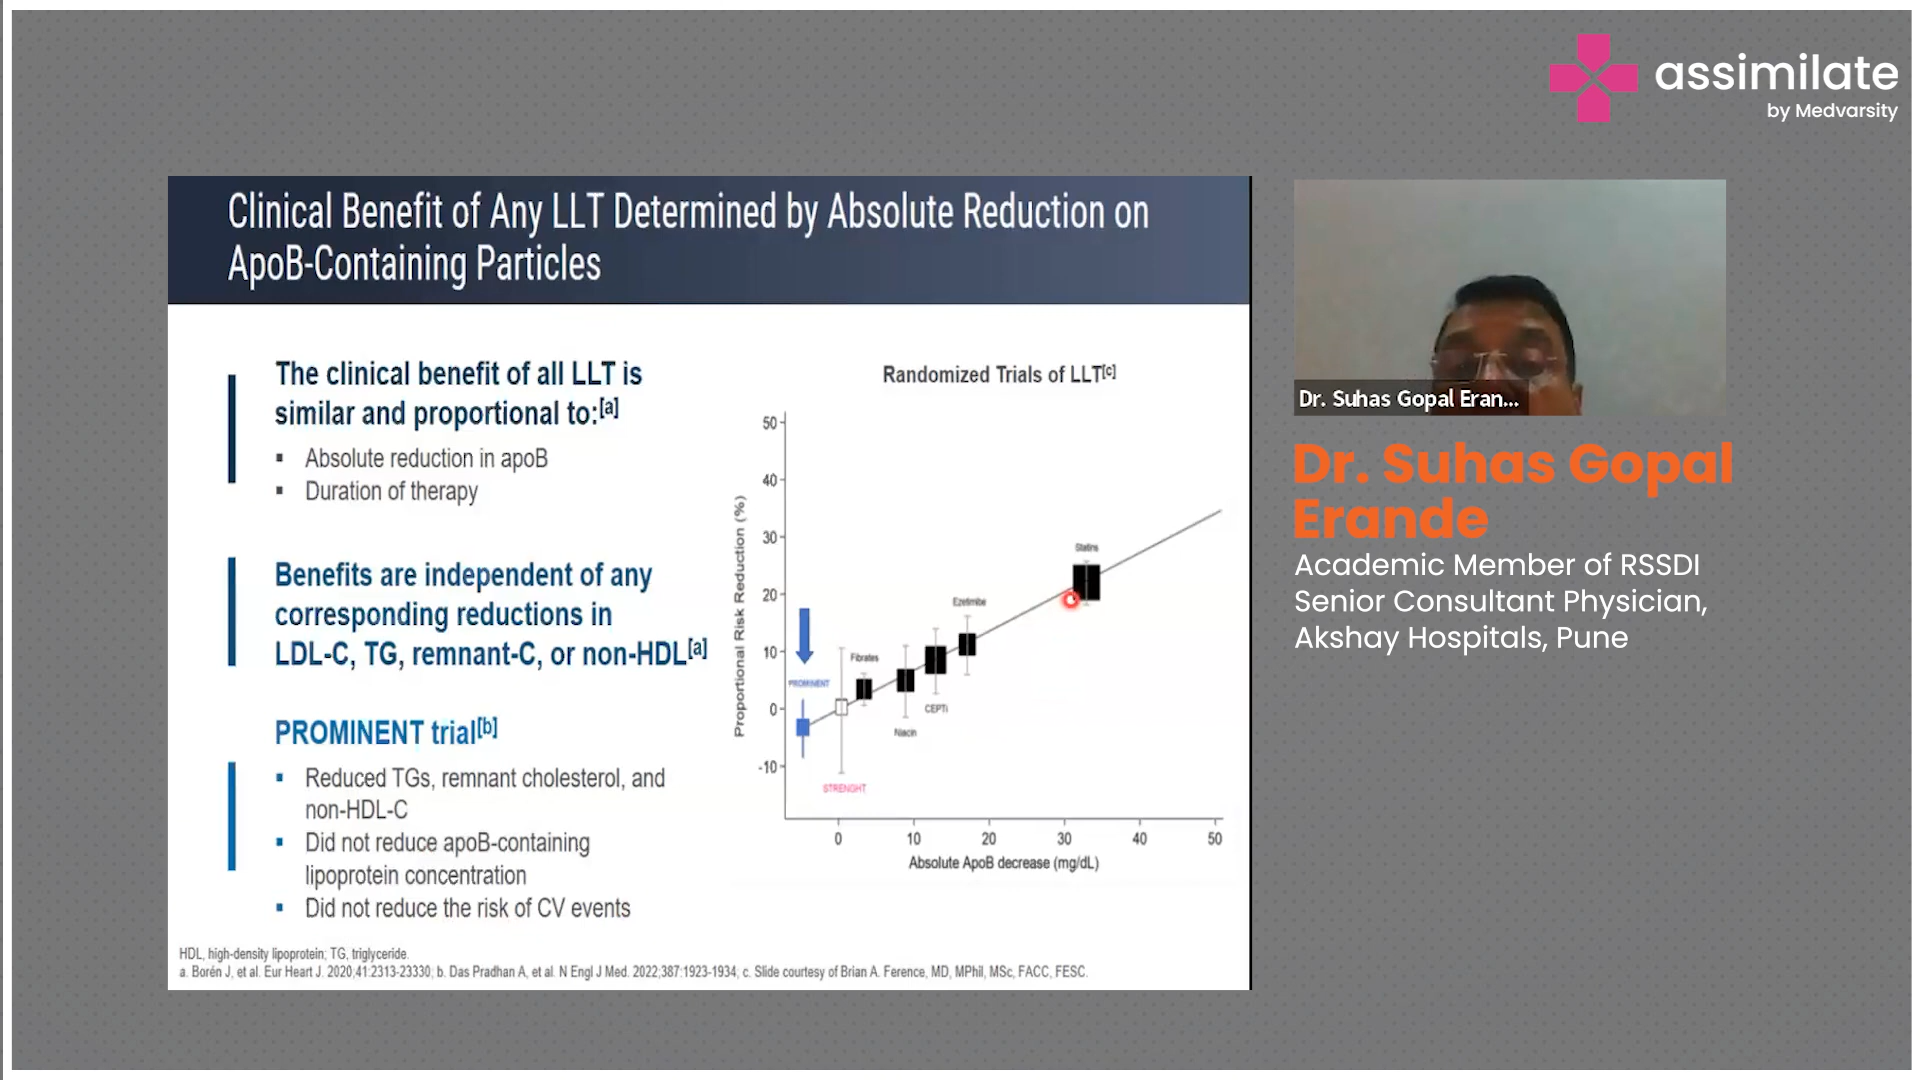 assimilate
by Medvarsity
Clinical Benefit of Any LLT Determined by Absolute Reduction on
ApoB-Containing Particles
The clinical benefit of all LLT is
similar and proportional to:[a]
▪ Absolute reduction in apoB
▪ Duration of therapy
Benefits are independent of any
corresponding reductions in
LDL-C, TG, remnant-C, or non-HDL[a]
PROMINENT trial[b]
▪ Reduced TGs, remnant cholesterol, and
non-HDL-C
▪ Did not reduce apoB-containing
lipoprotein concentration
▪ Did not reduce the risk of CV events
Randomized Trials of LLT[c]
Proportional Risk Reduction (%)
50
40
30
20
10
0
-10
Statins
Ezetimibe
Fibrates
PROMINENT
CEPTi
Niacin
STRENGHT
0 10 20 30 40 50
Absolute ApoB decrease (mg/dL)
HDL, high-density lipoprotein; TG, triglyceride.
a. Borén J, et al. Eur Heart J. 2020;41:2313-23330; b. Das Pradhan A, et al. N Engl J Med. 2022;387:1923-1934; c. Slide courtesy of Brian A. Ference, MD, MPhil, MSc, FACC, FESC.
Dr. Suhas Gopal Eran...
Dr. Suhas Gopal
Erande
Academic Member of RSSDI
Senior Consultant Physician,
Akshay Hospitals, Pune